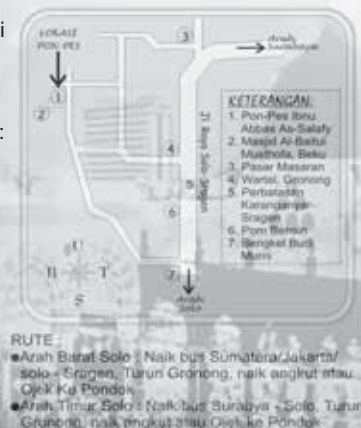 LOKASI
PON-PES
Arah
Surabaya
3
1
2
4
5
6
7
Jl. Raya Solo-Sragen
Arah
Solo
U
B T
S
KETERANGAN:
1. Pon-Pes Ibnu
Abbas As-Salafy
2. Masjid Al-Baitul
Musthofa, Beku
3. Pasar Masaran
4. Wartel, Gronong
5. Perbatasan
Karanganyar-
Sragen
6. Pom Bensin
7. Bengkel Budi
Murni
RUTE :
●Arah Barat Solo : Naik bus Sumatera/Jakarta/
solo - Sragen, Turun Gronong, naik angkut atau
Ojek Ke Pondok
●Arah Timur Solo : Naik bus Surabya - Solo, Turun
Gronong, naik angkut atau Ojek ke Pondok
i
: